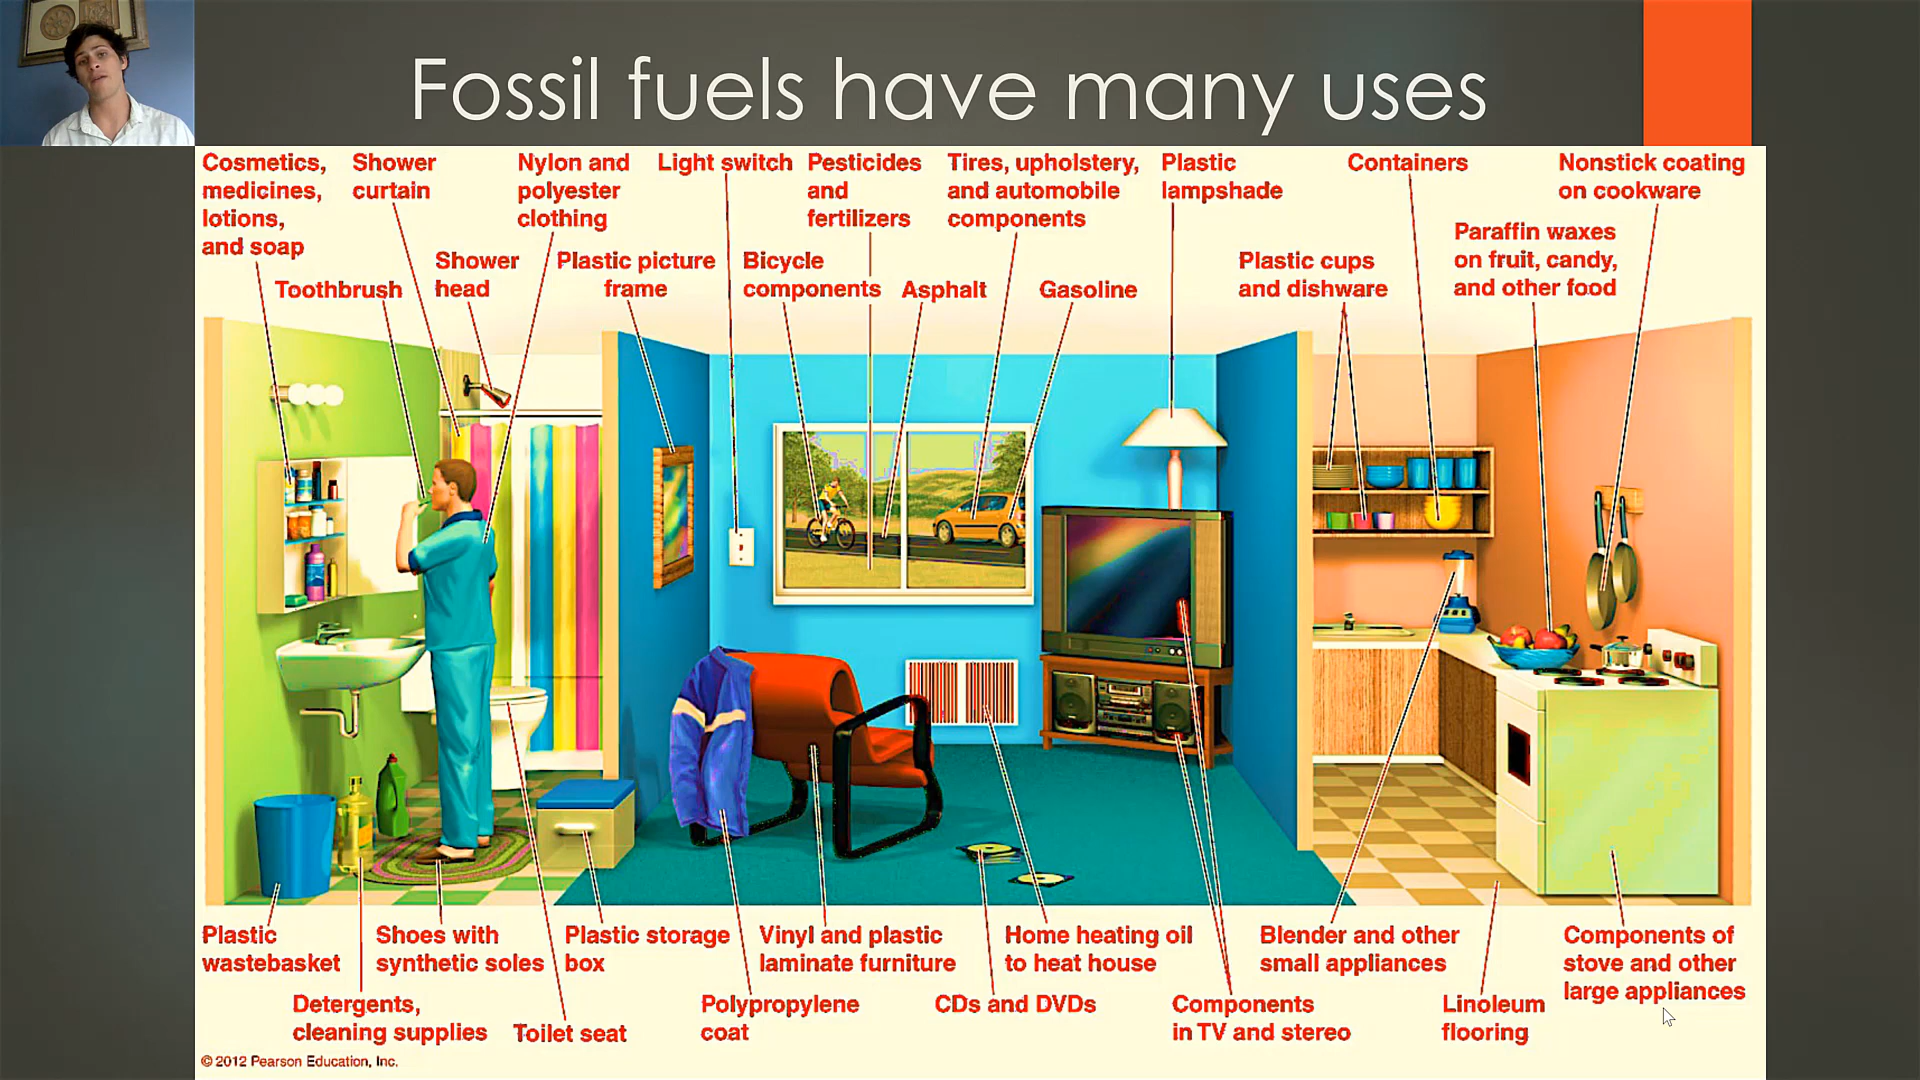 Fossil fuels have many uses
Cosmetics,
medicines,
lotions,
and soap
Shower
curtain
Nylon and
polyester
clothing
Light switch
Pesticides
and
fertilizers
Tires, upholstery,
and automobile
components
Plastic
lampshade
Containers
Nonstick coating
on cookware
Toothbrush
Shower
head
Plastic picture
frame
Bicycle
components
Asphalt
Gasoline
Plastic cups
and dishware
Paraffin waxes
on fruit, candy,
and other food
Plastic
wastebasket
Shoes with
synthetic soles
Plastic storage
box
Vinyl and plastic
laminate furniture
Home heating oil
to heat house
Blender and other
small appliances
Components of
stove and other
large appliances
Detergents,
cleaning supplies
Toilet seat
Polypropylene
coat
CDs and DVDs
Components
in TV and stereo
Linoleum
flooring
© 2012 Pearson Education, Inc.